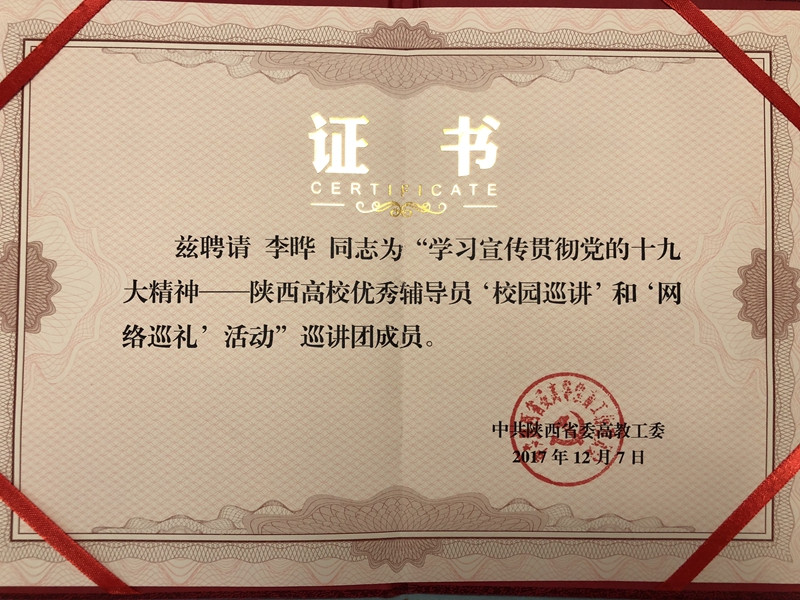 证 书
CERTIFICATE
兹聘请 李晔 同志为“学习宣传贯彻党的十九
大精神——陕西高校优秀辅导员‘校园巡讲’和‘网
络巡礼’活动”巡讲团成员。
中共陕西省委高教工委
2017年12月7日